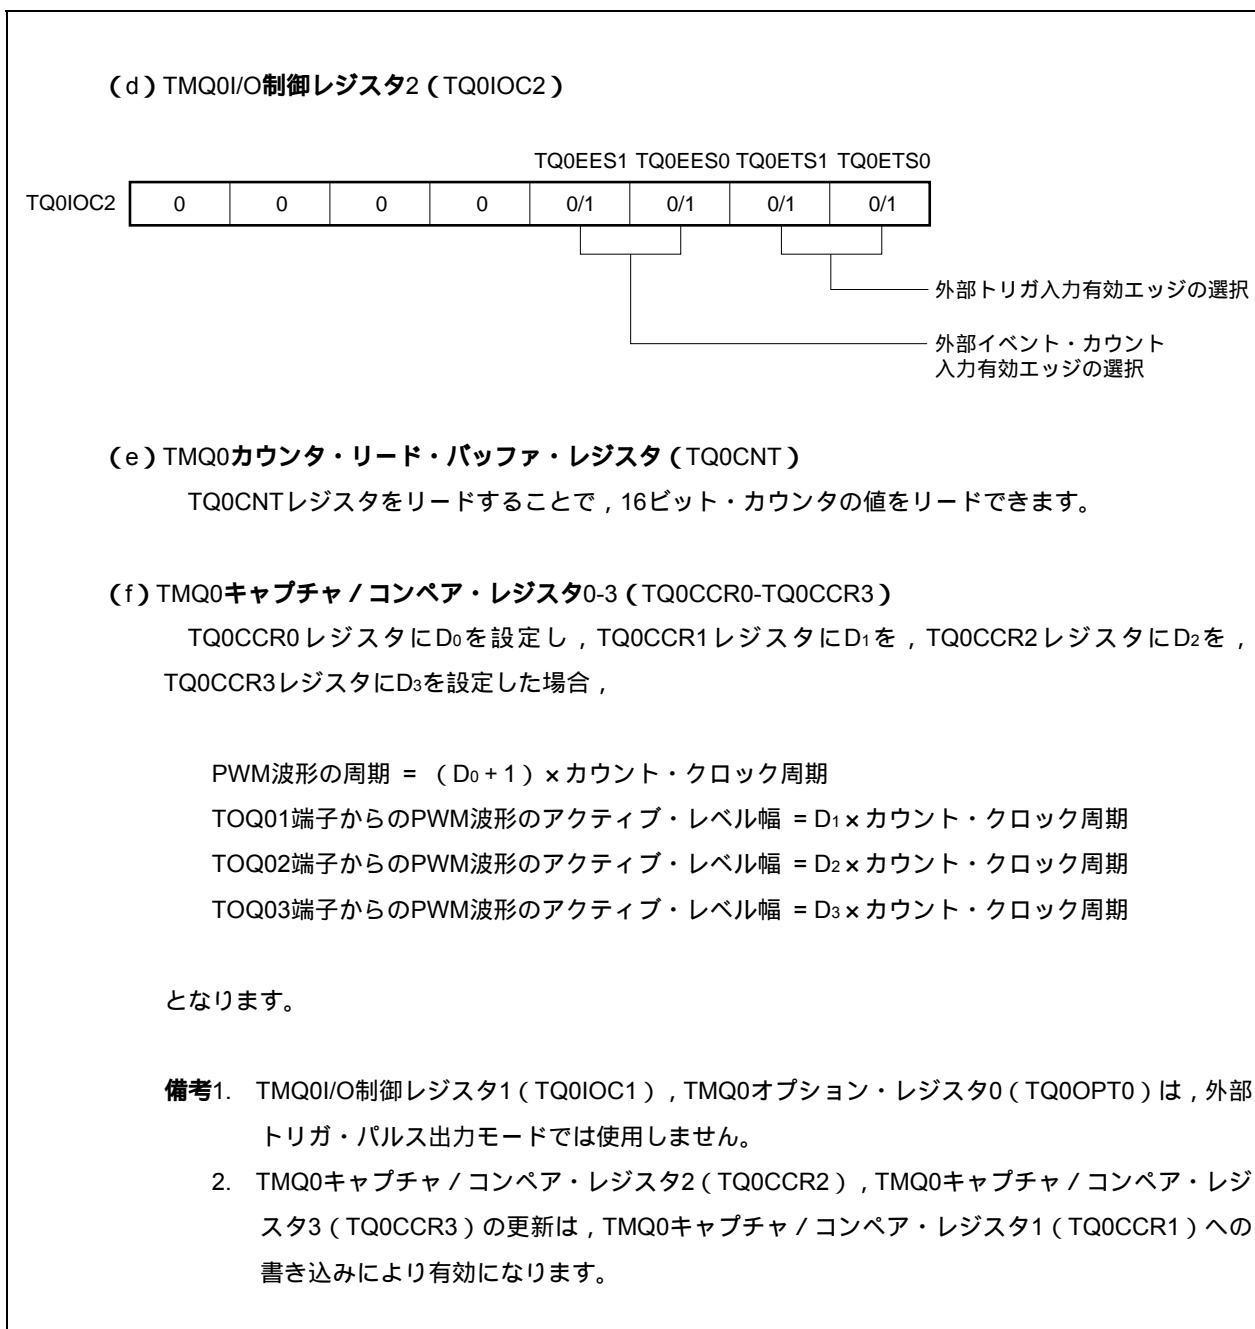 (d) TMQ0I/O制御レジスタ2（TQ0IOC2）
TQ0EES1 TQ0EES0 TQ0ETS1 TQ0ETS0
TQ0IOC2 0 0 0 0 0/1 0/1 0/1 0/1
外部トリガ入力有効エッジの選択
外部イベント・カウント
入力有効エッジの選択
(e) TMQ0カウンタ・リード・バッファ・レジスタ（TQ0CNT）
TQ0CNTレジスタをリードすることで，16ビット・カウンタの値をリードできます。
(f) TMQ0キャプチャ／コンペア・レジスタ0-3（TQ0CCR0-TQ0CCR3）
TQ0CCR0レジスタにD0を設定し，TQ0CCR1レジスタにD1を，TQ0CCR2レジスタにD2を，
TQ0CCR3レジスタにD3を設定した場合，
PWM波形の周期 =（D0＋1）×カウント・クロック周期
TOQ01端子からのPWM波形のアクティブ・レベル幅 = D1×カウント・クロック周期
TOQ02端子からのPWM波形のアクティブ・レベル幅 = D2×カウント・クロック周期
TOQ03端子からのPWM波形のアクティブ・レベル幅 = D3×カウント・クロック周期
となります。
備考1. TMQ0I/O制御レジスタ1（TQ0IOC1），TMQ0オプション・レジスタ0（TQ0OPT0）は，外部
トリガ・パルス出力モードでは使用しません。
2. TMQ0キャプチャ／コンペア・レジスタ2（TQ0CCR2），TMQ0キャプチャ／コンペア・レジ
スタ3（TQ0CCR3）の更新は，TMQ0キャプチャ／コンペア・レジスタ1（TQ0CCR1）への
書き込みにより有効になります。